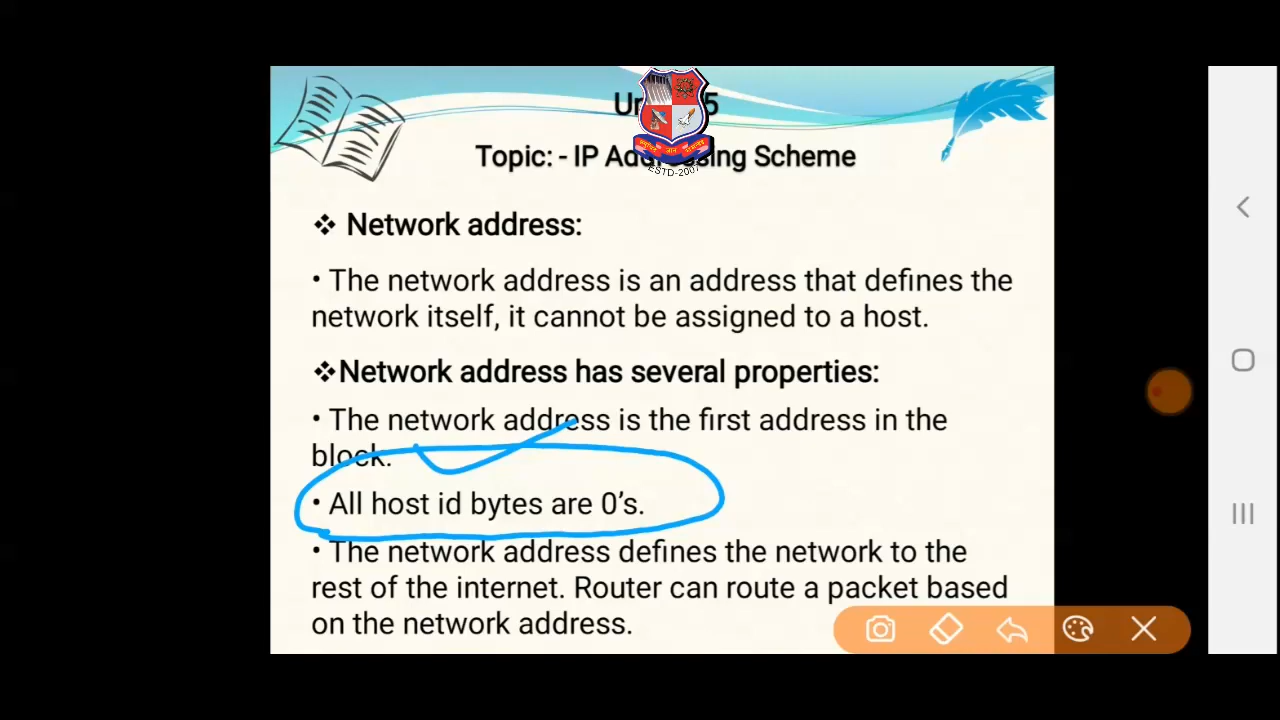 5
Topic: - IP Addressing Scheme
❖ Network address:
• The network address is an address that defines the
network itself, it cannot be assigned to a host.
❖Network address has several properties:
• The network address is the first address in the
block.
• All host id bytes are 0’s.
• The network address defines the network to the
rest of the internet. Router can route a packet based
on the network address.
ESTD-2007